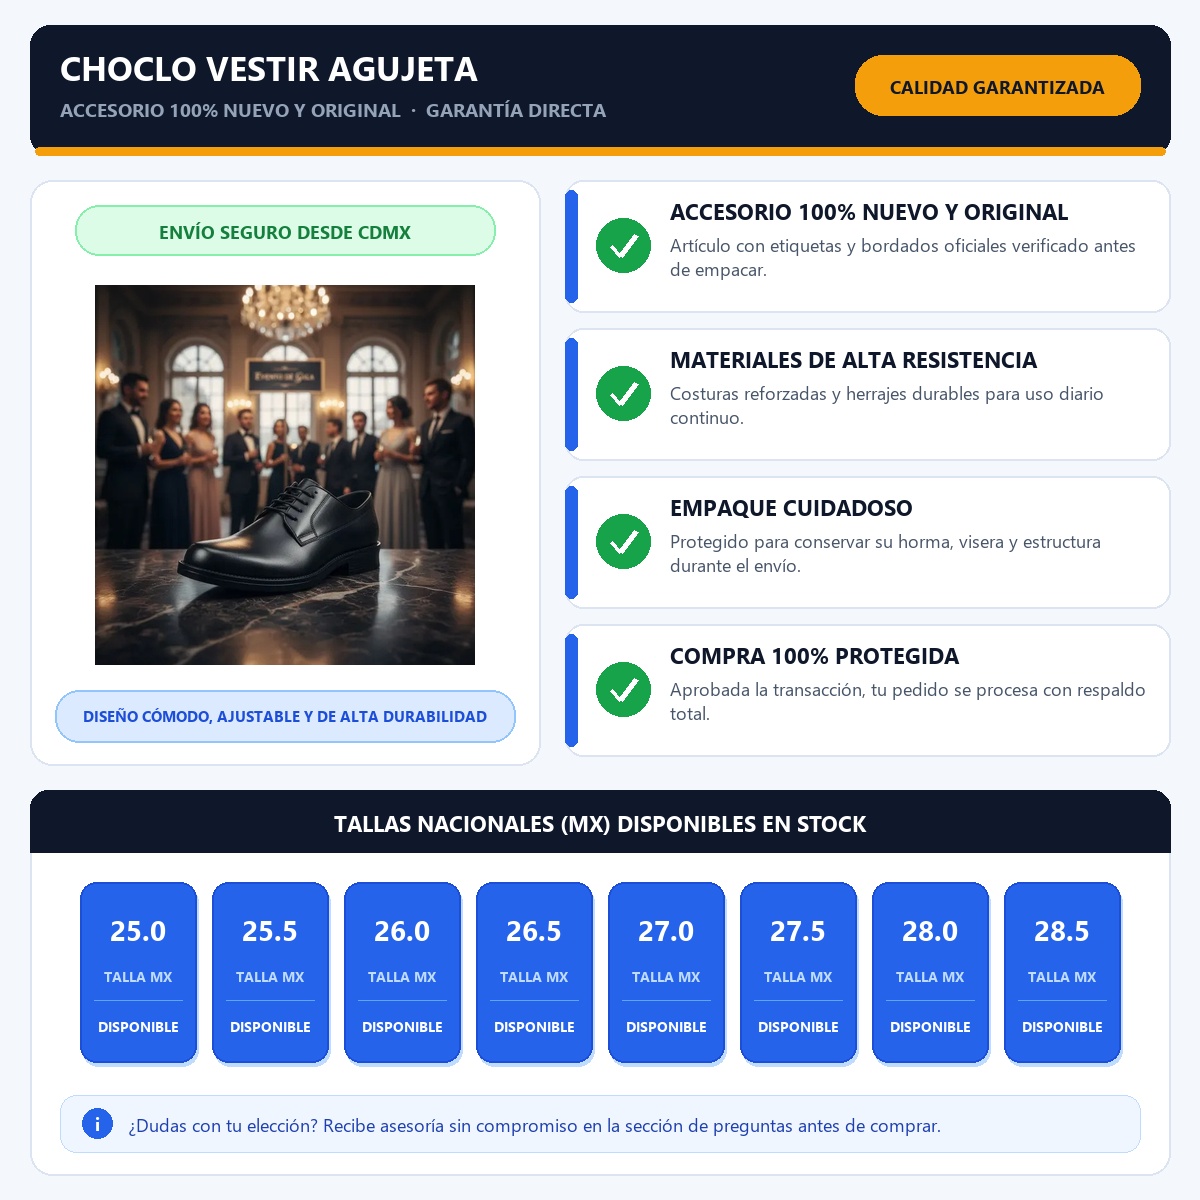 CHOCLO VESTIR AGUJETA
ACCESORIO 100% NUEVO Y ORIGINAL · GARANTÍA DIRECTA
CALIDAD GARANTIZADA
ENVÍO SEGURO DESDE CDMX
EVENTO DE GALA
DISEÑO CÓMODO, AJUSTABLE Y DE ALTA DURABILIDAD
ACCESORIO 100% NUEVO Y ORIGINAL
Artículo con etiquetas y bordados oficiales verificado antes
de empacar.
MATERIALES DE ALTA RESISTENCIA
Costuras reforzadas y herrajes durables para uso diario
continuo.
EMPAQUE CUIDADOSO
Protegido para conservar su horma, visera y estructura
durante el envío.
COMPRA 100% PROTEGIDA
Aprobada la transacción, tu pedido se procesa con respaldo
total.
TALLAS NACIONALES (MX) DISPONIBLES EN STOCK
25.0 25.5 26.0 26.5 27.0 27.5 28.0 28.5
TALLA MX TALLA MX TALLA MX TALLA MX TALLA MX TALLA MX TALLA MX TALLA MX
DISPONIBLE DISPONIBLE DISPONIBLE DISPONIBLE DISPONIBLE DISPONIBLE DISPONIBLE DISPONIBLE
¿Dudas con tu elección? Recibe asesoría sin compromiso en la sección de preguntas antes de comprar.